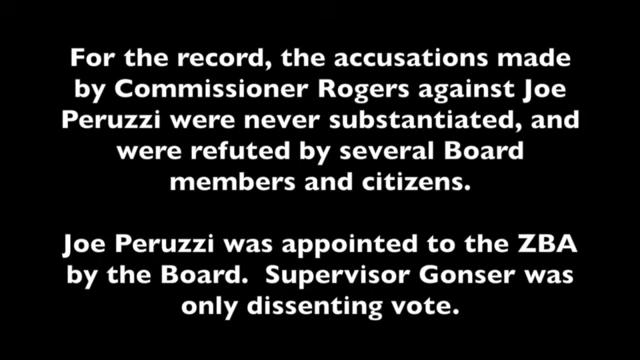 For the record, the accusations made
by Commissioner Rogers against Joe
Peruzzi were never substantiated, and
were refuted by several Board
members and citizens.
Joe Peruzzi was appointed to the ZBA
by the Board.  Supervisor Gonser was
only dissenting vote.